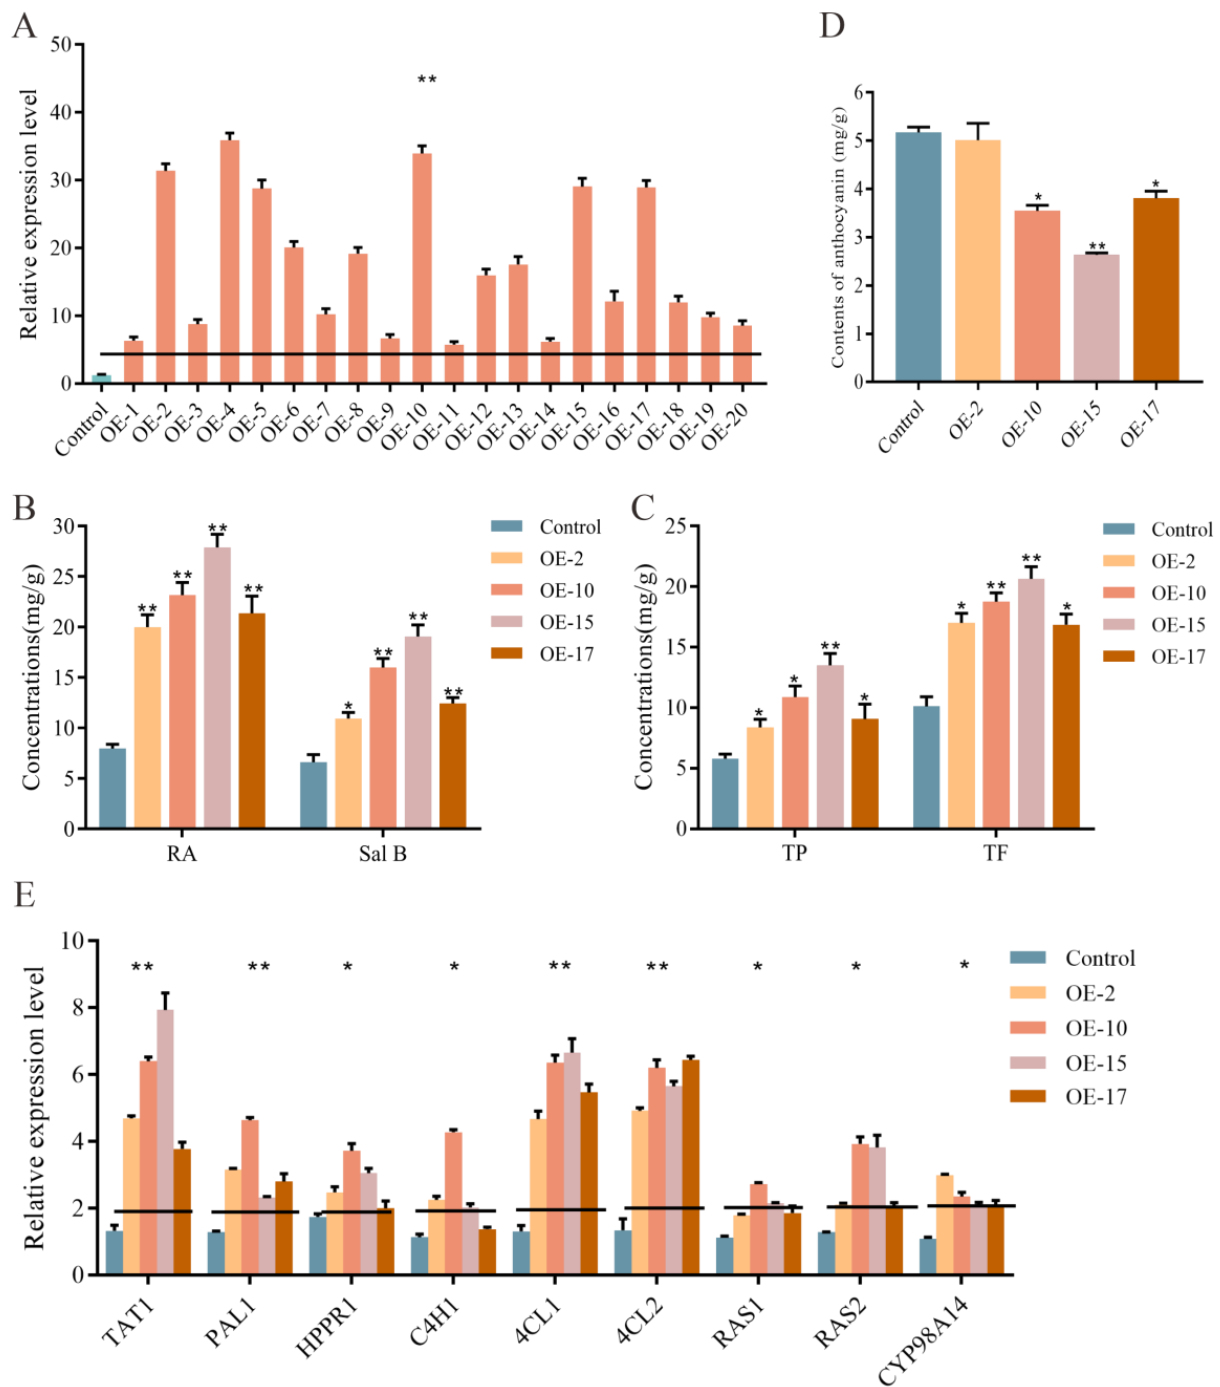 A
Relative expression level
50
40
30
20
10
0
**
Control
OE-1
OE-2
OE-3
OE-4
OE-5
OE-6
OE-7
OE-8
OE-9
OE-10
OE-11
OE-12
OE-13
OE-14
OE-15
OE-16
OE-17
OE-18
OE-19
OE-20
D
Contents of anthocyanin (mg/g)
6
5
4
3
2
1
0
*
**
*
Control
OE-2
OE-10
OE-15
OE-17
B
Concentrations(mg/g)
30
25
20
15
10
5
0
**
**
**
**
*
**
**
**
RA
Sal B
Control
OE-2
OE-10
OE-15
OE-17
C
Concentrations(mg/g)
25
20
15
10
5
0
*
*
**
*
*
**
**
*
TP
TF
Control
OE-2
OE-10
OE-15
OE-17
E
Relative expression level
10
8
6
4
2
0
**
**
*
*
**
**
*
*
*
TAT1
PAL1
HPPR1
C4H1
4CL1
4CL2
RAS1
RAS2
CYP98A14
Control
OE-2
OE-10
OE-15
OE-17